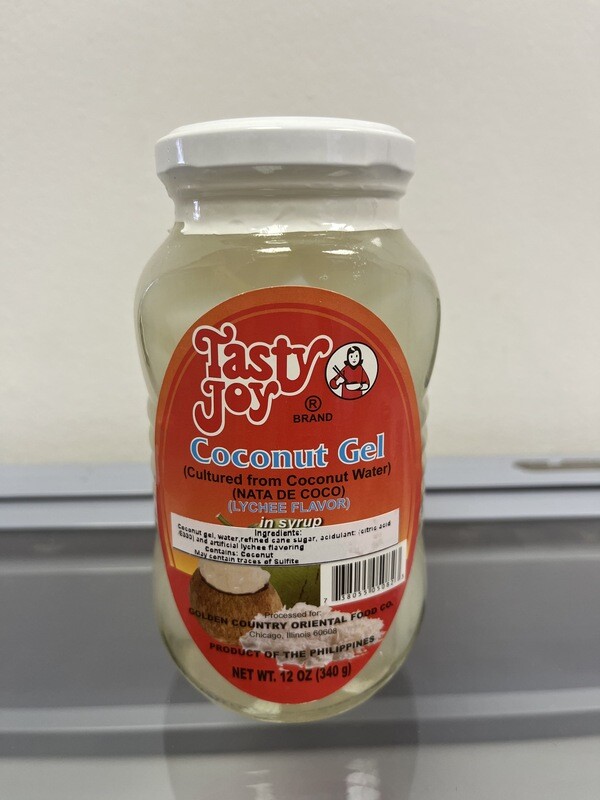 Tasty
Joy
®
BRAND
Coconut Gel
(Cultured from Coconut Water)
(NATA DE COCO)
(LYCHEE FLAVOR)
in syrup
Ingredients:
Coconut gel, water,refined cane sugar, acidulant: (citric acid
(E330) and artificial lychee flavoring
Contains: Coconut
May contain traces of Sulfite
Processed for:
GOLDEN COUNTRY ORIENTAL FOOD CO.
Chicago, Illinois 60608
PRODUCT OF THE PHILIPPINES
NET WT. 12 OZ (340 g)